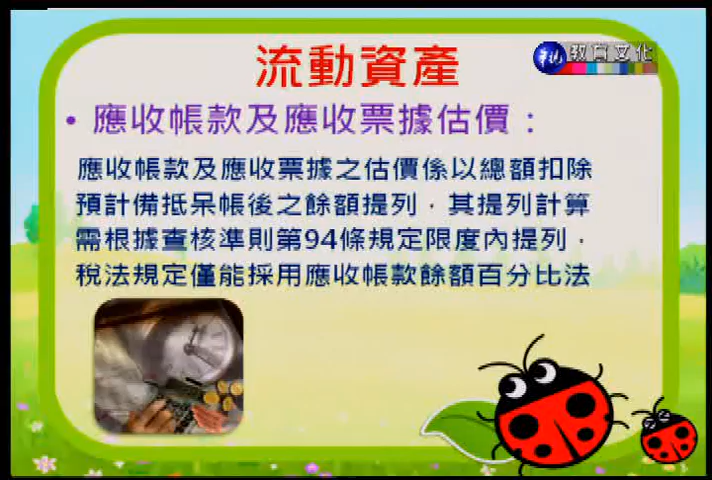 流動資產
華視 教育文化
• 應收帳款及應收票據估價：
應收帳款及應收票據之估價係以總額扣除
預計備抵呆帳後之餘額提列，其提列計算
需根據查核準則第94條規定限度內提列，
稅法規定僅能採用應收帳款餘額百分比法